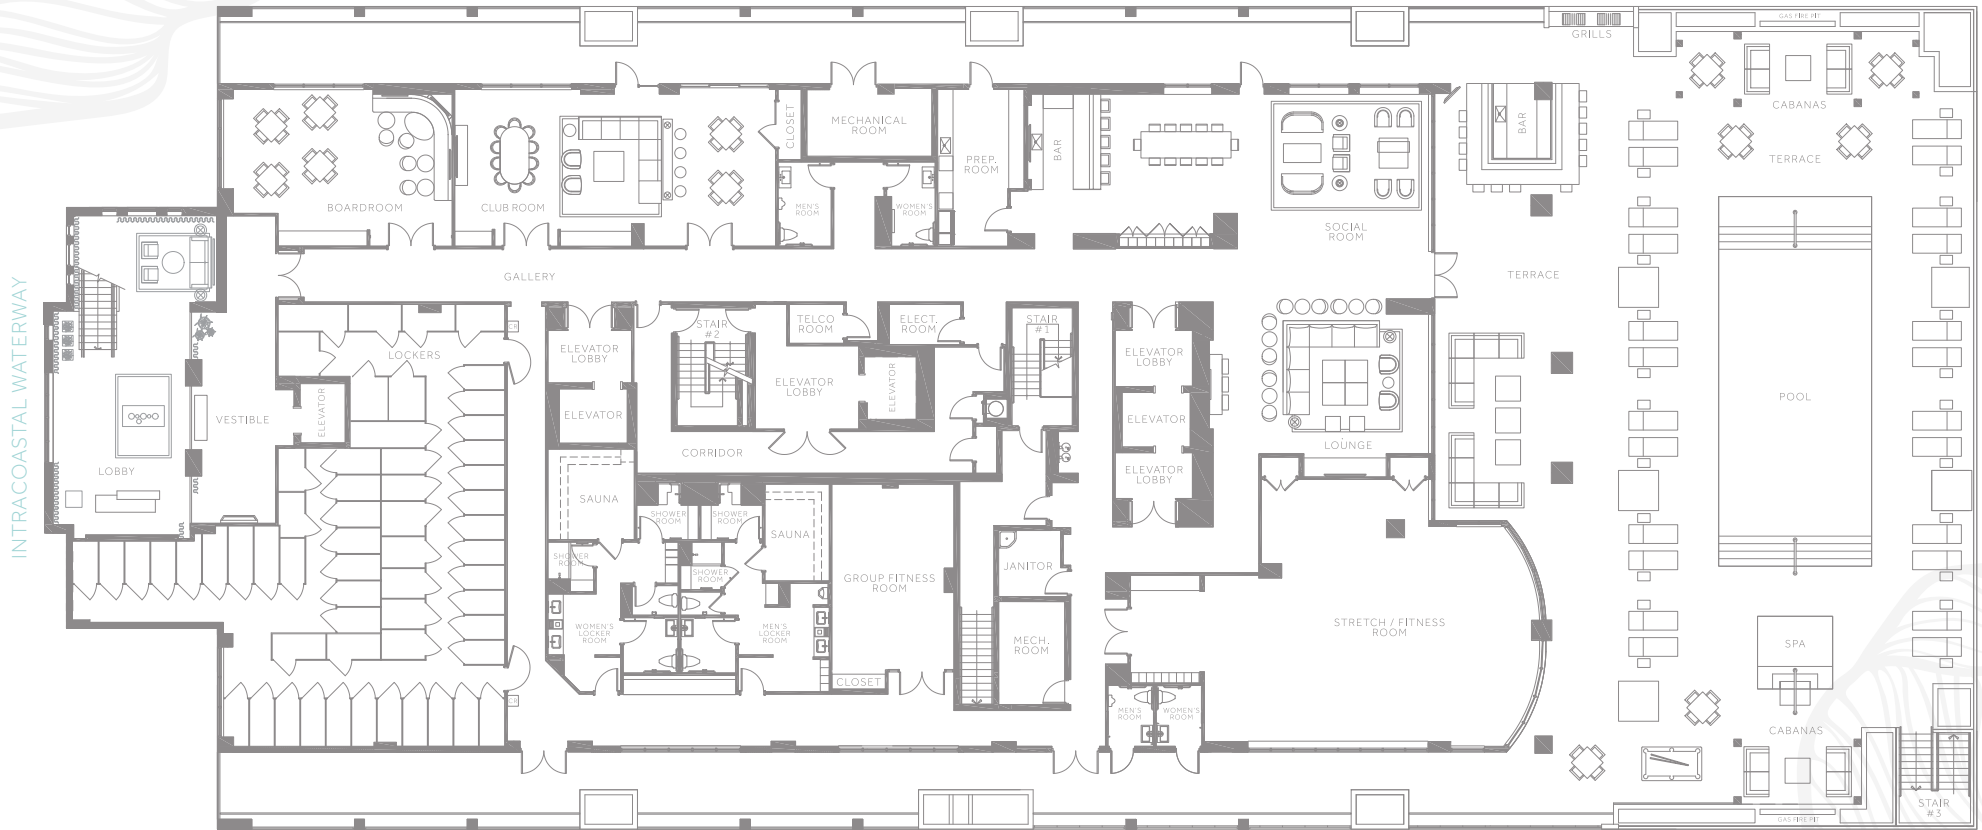 GAS FIRE PIT
GRILLS
CABANAS
BAR
TERRACE
MECHANICAL
ROOM
CLOSET
BAR
PREP.
ROOM
BOARDROOM
CLUB ROOM
MEN'S
ROOM
WOMEN'S
ROOM
SOCIAL
ROOM
GALLERY
TERRACE
INTRACOASTAL WATERWAY
STAIR
#2
TELCO
ROOM
ELECT.
ROOM
STAIR
#1
CR
LOCKERS
ELEVATOR
LOBBY
ELEVATOR
LOBBY
ELEVATOR
ELEVATOR
LOBBY
POOL
VESTIBLE
ELEVATOR
ELEVATOR
ELEVATOR
LOUNGE
CORRIDOR
LOBBY
ELEVATOR
LOBBY
SAUNA
SHOWER
ROOM
SHOWER
ROOM
SAUNA
SHOWER
ROOM
SHOWER
ROOM
GROUP FITNESS
ROOM
JANITOR
WOMEN'S
LOCKER
ROOM
MEN'S
LOCKER
ROOM
MECH.
ROOM
STRETCH / FITNESS
ROOM
SPA
CLOSET
CR
MEN'S
ROOM
WOMEN'S
ROOM
CABANAS
STAIR
#3
GAS FIRE PIT